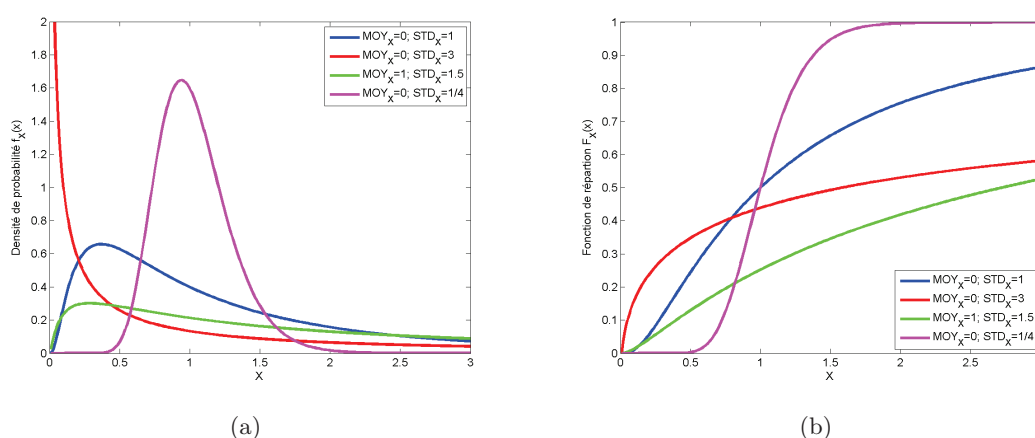 2
1.8
1.6
1.4
1.2
1
0.8
0.6
0.4
0.2
0
Densité de probabilité f_X(x)
MOY_X=0; STD_X=1
MOY_X=0; STD_X=3
MOY_X=1; STD_X=1.5
MOY_X=0; STD_X=1/4
0 0.5 1 1.5 2 2.5 3
X
(a)
1
0.9
0.8
0.7
0.6
0.5
0.4
0.3
0.2
0.1
0
Fonction de répartion F_X(x)
MOY_X=0; STD_X=1
MOY_X=0; STD_X=3
MOY_X=1; STD_X=1.5
MOY_X=0; STD_X=1/4
0 0.5 1 1.5 2 2.5
X
(b)